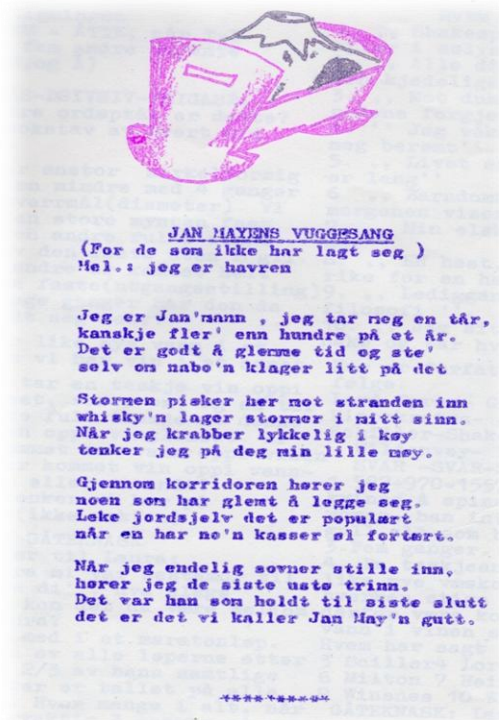 JAN MAYENS VUGGESANG
(For de som ikke har lagt seg )
Mel.: jeg er havren
Jeg er Jan'mann , jeg tar meg en tår,
kanskje fler' enn hundre på et år.
Det er godt å glemme tid og ste'
selv om nabo'n klager litt på det
Stormen pisker her mot stranden inn
whisky'n lager stormer i mitt sinn.
Når jeg krabber lykkelig i køy
tenker jeg på deg min lille møy.
Gjennom korridoren hører jeg
noen som har glemt å legge seg.
Leke jordsjelv det er populært
når en har no'n kasser øl fortært.
Når jeg endelig sovner stille inn,
hører jeg de siste nats trinn.
Det var han som holdt til siste slutt
det er det vi kaller Jan May'n gutt.